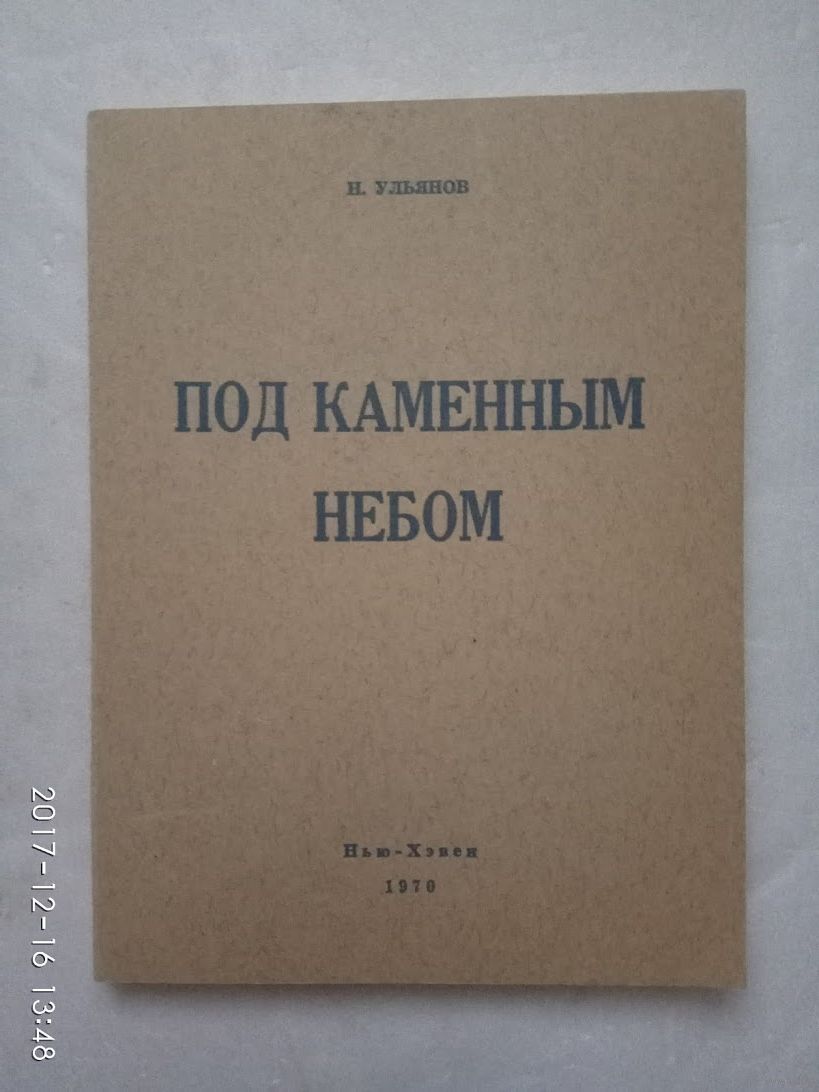 Н. УЛЬЯНОВ
ПОД КАМЕННЫМ
НЕБОМ
Нью-Хэвен
1970
2017-12-16 13:48